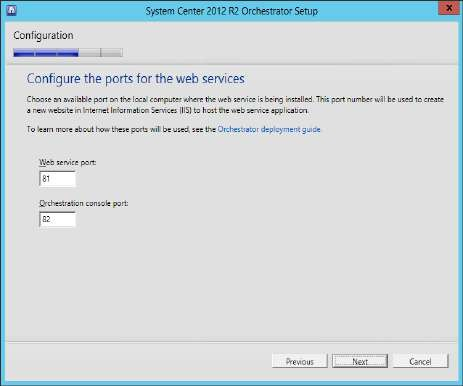 System Center 2012 R2 Orchestrator Setup
Configuration
Configure the ports for the web services
Choose an available port on the local computer where the web service is being installed. This port number will be used to create
a new website in Internet Information Services (IIS) to host the web service application.
To learn more about how these ports will be used, see the Orchestrator deployment guide.
Web service port:
81
Orchestration console port:
82
Previous
Next
Cancel